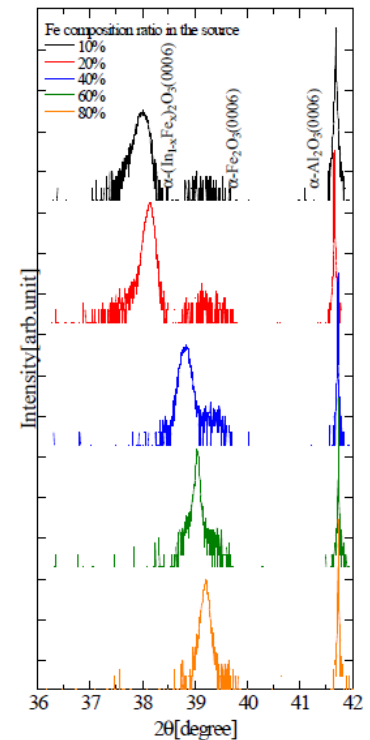 Fe composition ratio in the source
10%
20%
40%
60%
80%
α-(In1-xFex)2O3(0006)
α-Fe2O3(0006)
α-Al2O3(0006)
Intensity[arb.unit]
36 37 38 39 40 41 42
2θ[degree]